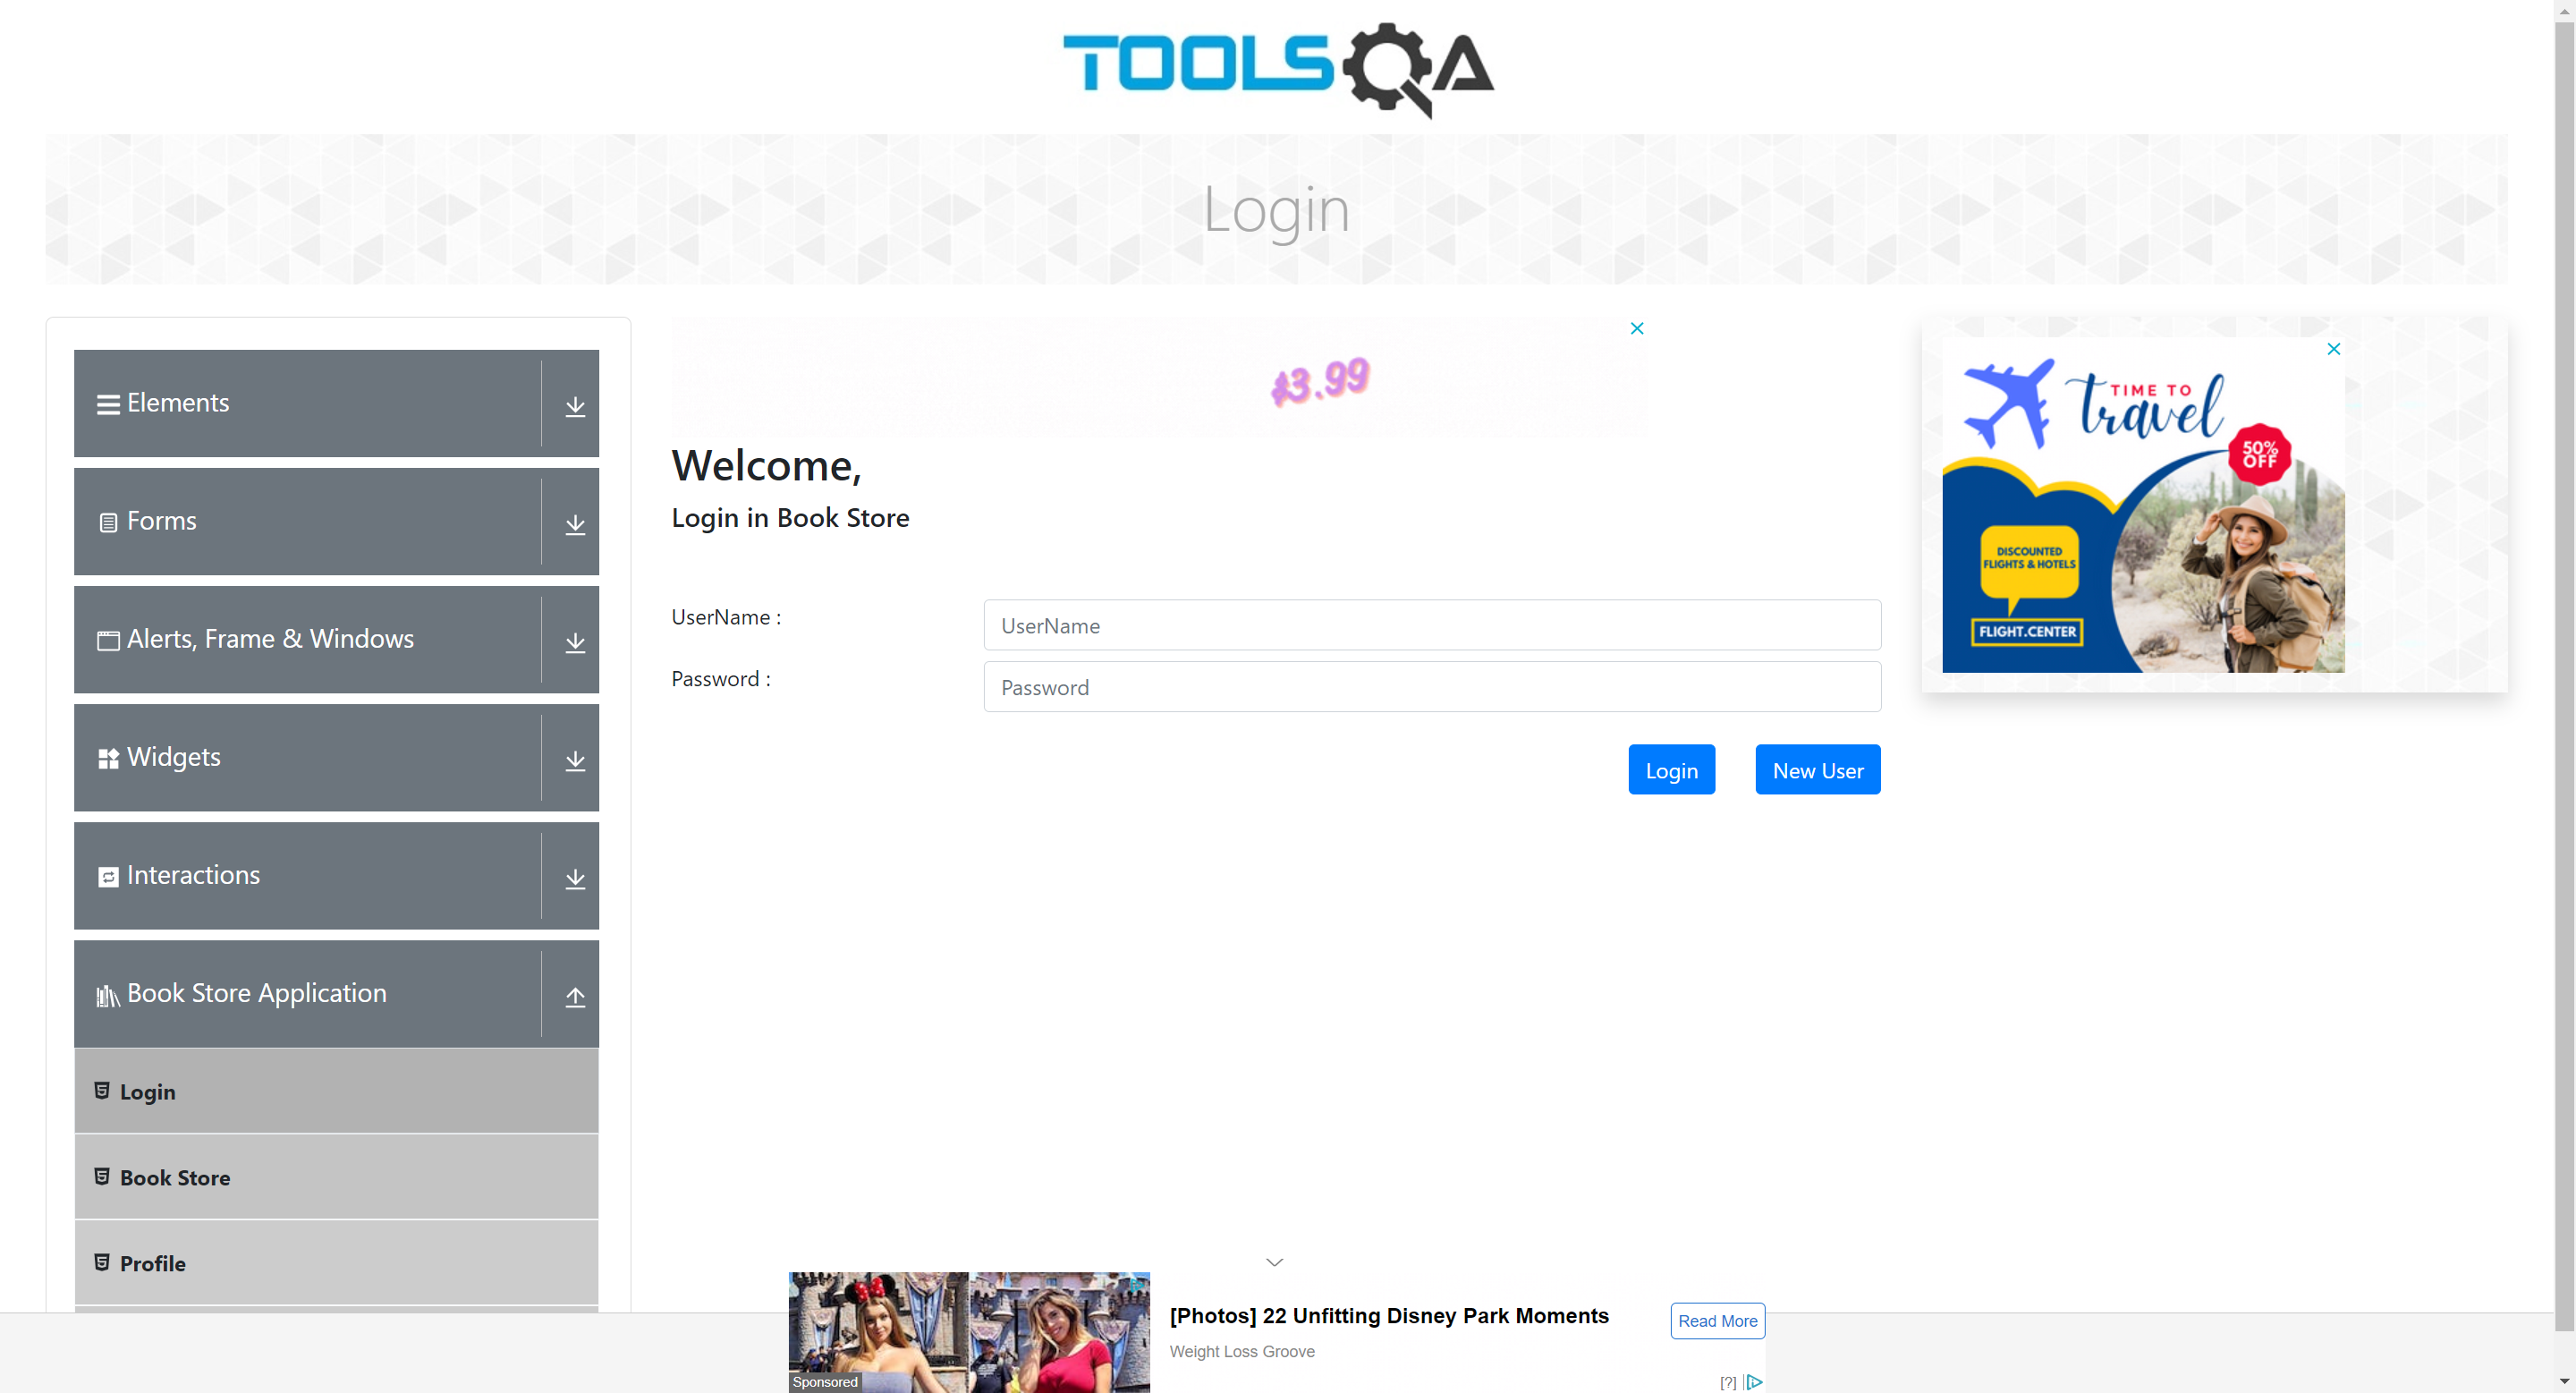 TOOLSQA
Login
Elements
Forms
Alerts, Frame & Windows
Widgets
Interactions
Book Store Application
Login
Book Store
Profile
$3.99
Welcome,
Login in Book Store
UserName :
UserName
Password :
Password
Login
New User
TIME TO
travel
50%
OFF
DISCOUNTED
FLIGHTS & HOTELS
FLIGHT.CENTER
[Photos] 22 Unfitting Disney Park Moments
Weight Loss Groove
Read More
Sponsored
[?]